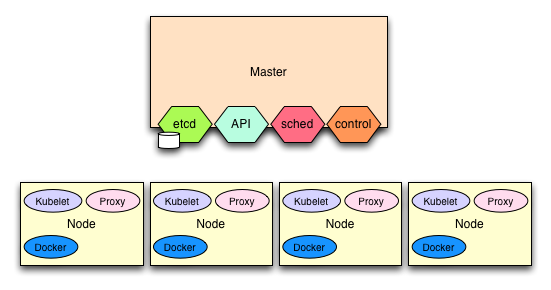 Master
etcd API sched control
Kubelet Proxy Kubelet Proxy Kubelet Proxy Kubelet Proxy
Node Node Node Node
Docker Docker Docker Docker